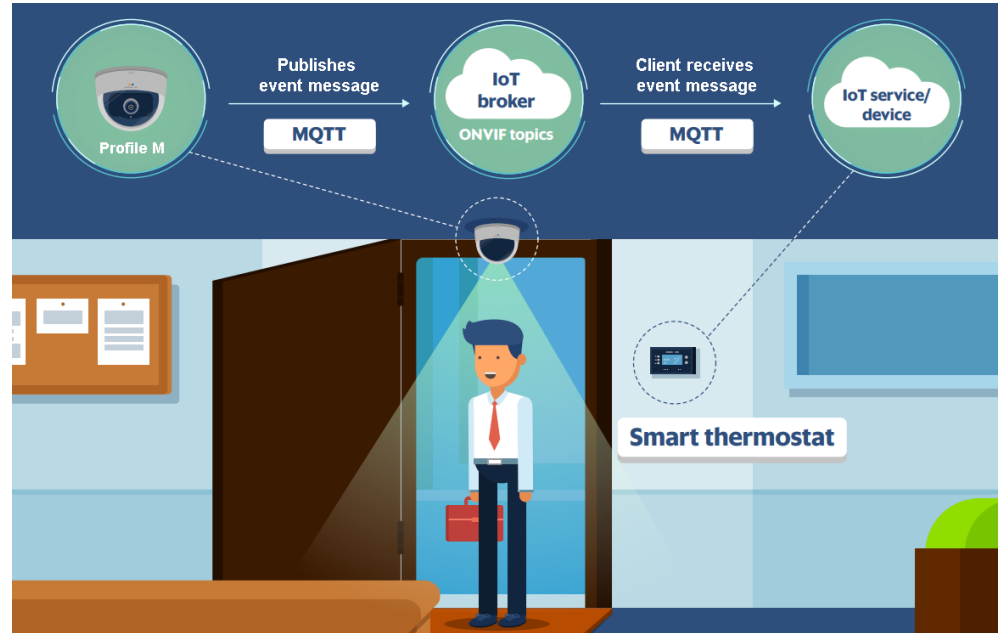 Publishes
event message
MQTT
Profile M
IoT
broker
ONVIF topics
Client receives
event message
MQTT
IoT service/
device
Smart thermostat